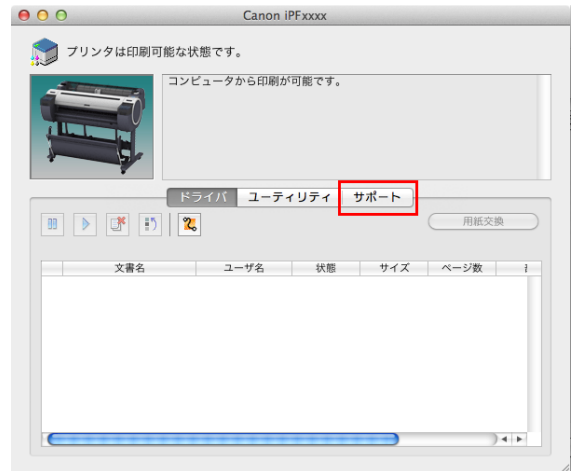 Canon iPFxxxx
プリンタは印刷可能な状態です。
コンピュータから印刷が可能です。
ドライバ ユーティリティ サポート
用紙交換
文書名 ユーザ名 状態 サイズ ページ数